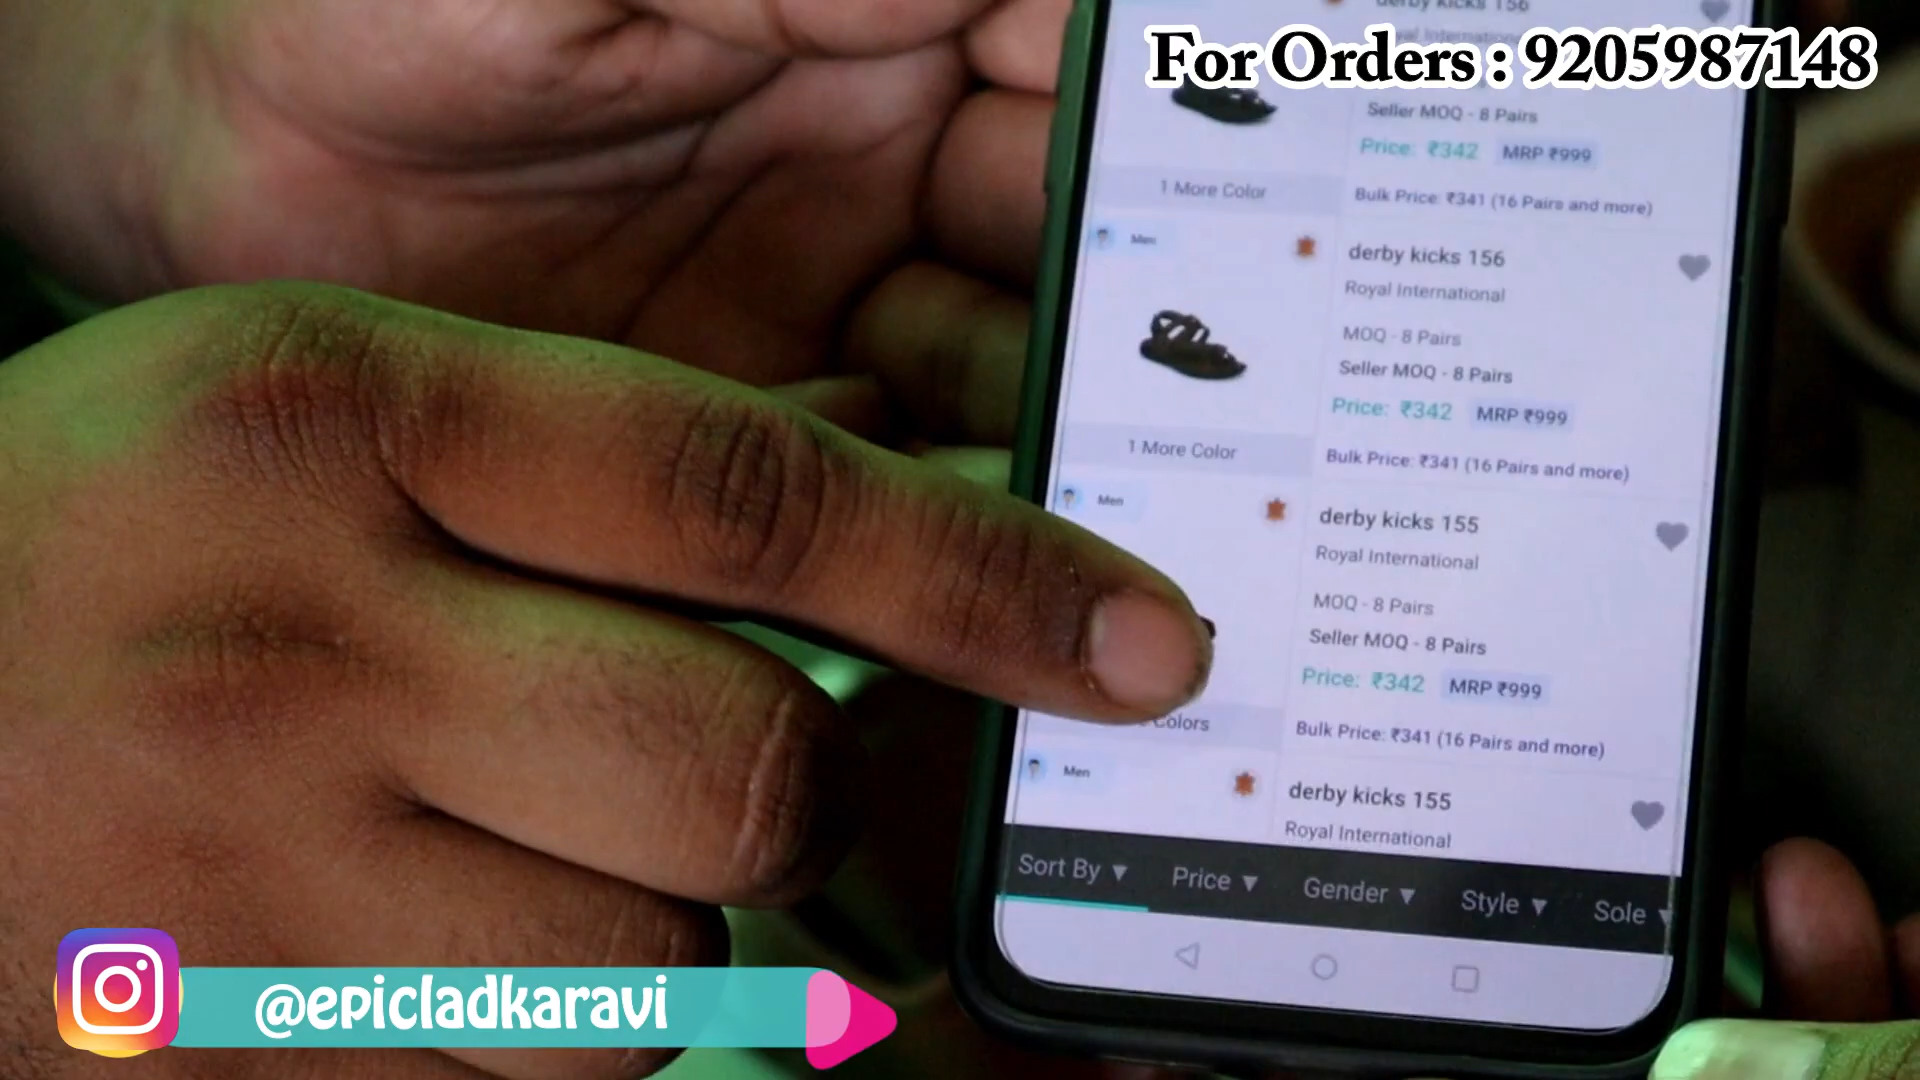 derby kicks 156
For Orders : 9205987148
Seller MOQ - 8 Pairs
Price: ₹342 MRP ₹999
1 More Color
Bulk Price: ₹341 (16 Pairs and more)
Men
derby kicks 156
Royal International
MOQ - 8 Pairs
Seller MOQ - 8 Pairs
Price: ₹342 MRP ₹999
1 More Color
Bulk Price: ₹341 (16 Pairs and more)
Men
derby kicks 155
Royal International
MOQ - 8 Pairs
Seller MOQ - 8 Pairs
Price: ₹342 MRP ₹999
Colors
Bulk Price: ₹341 (16 Pairs and more)
Men
derby kicks 155
Royal International
Sort By ▼ Price ▼ Gender ▼ Style ▼ Sole ▼
@epicladkaravi